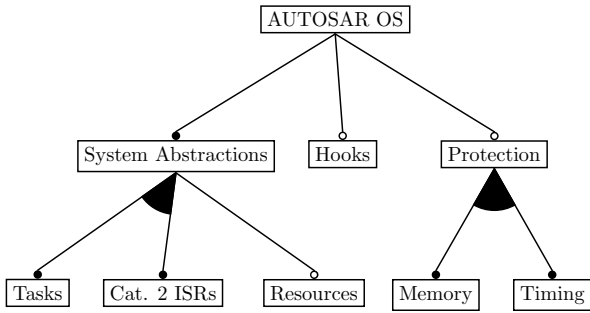 AUTOSAR OS
System Abstractions
Hooks
Protection
Tasks
Cat. 2 ISRs
Resources
Memory
Timing